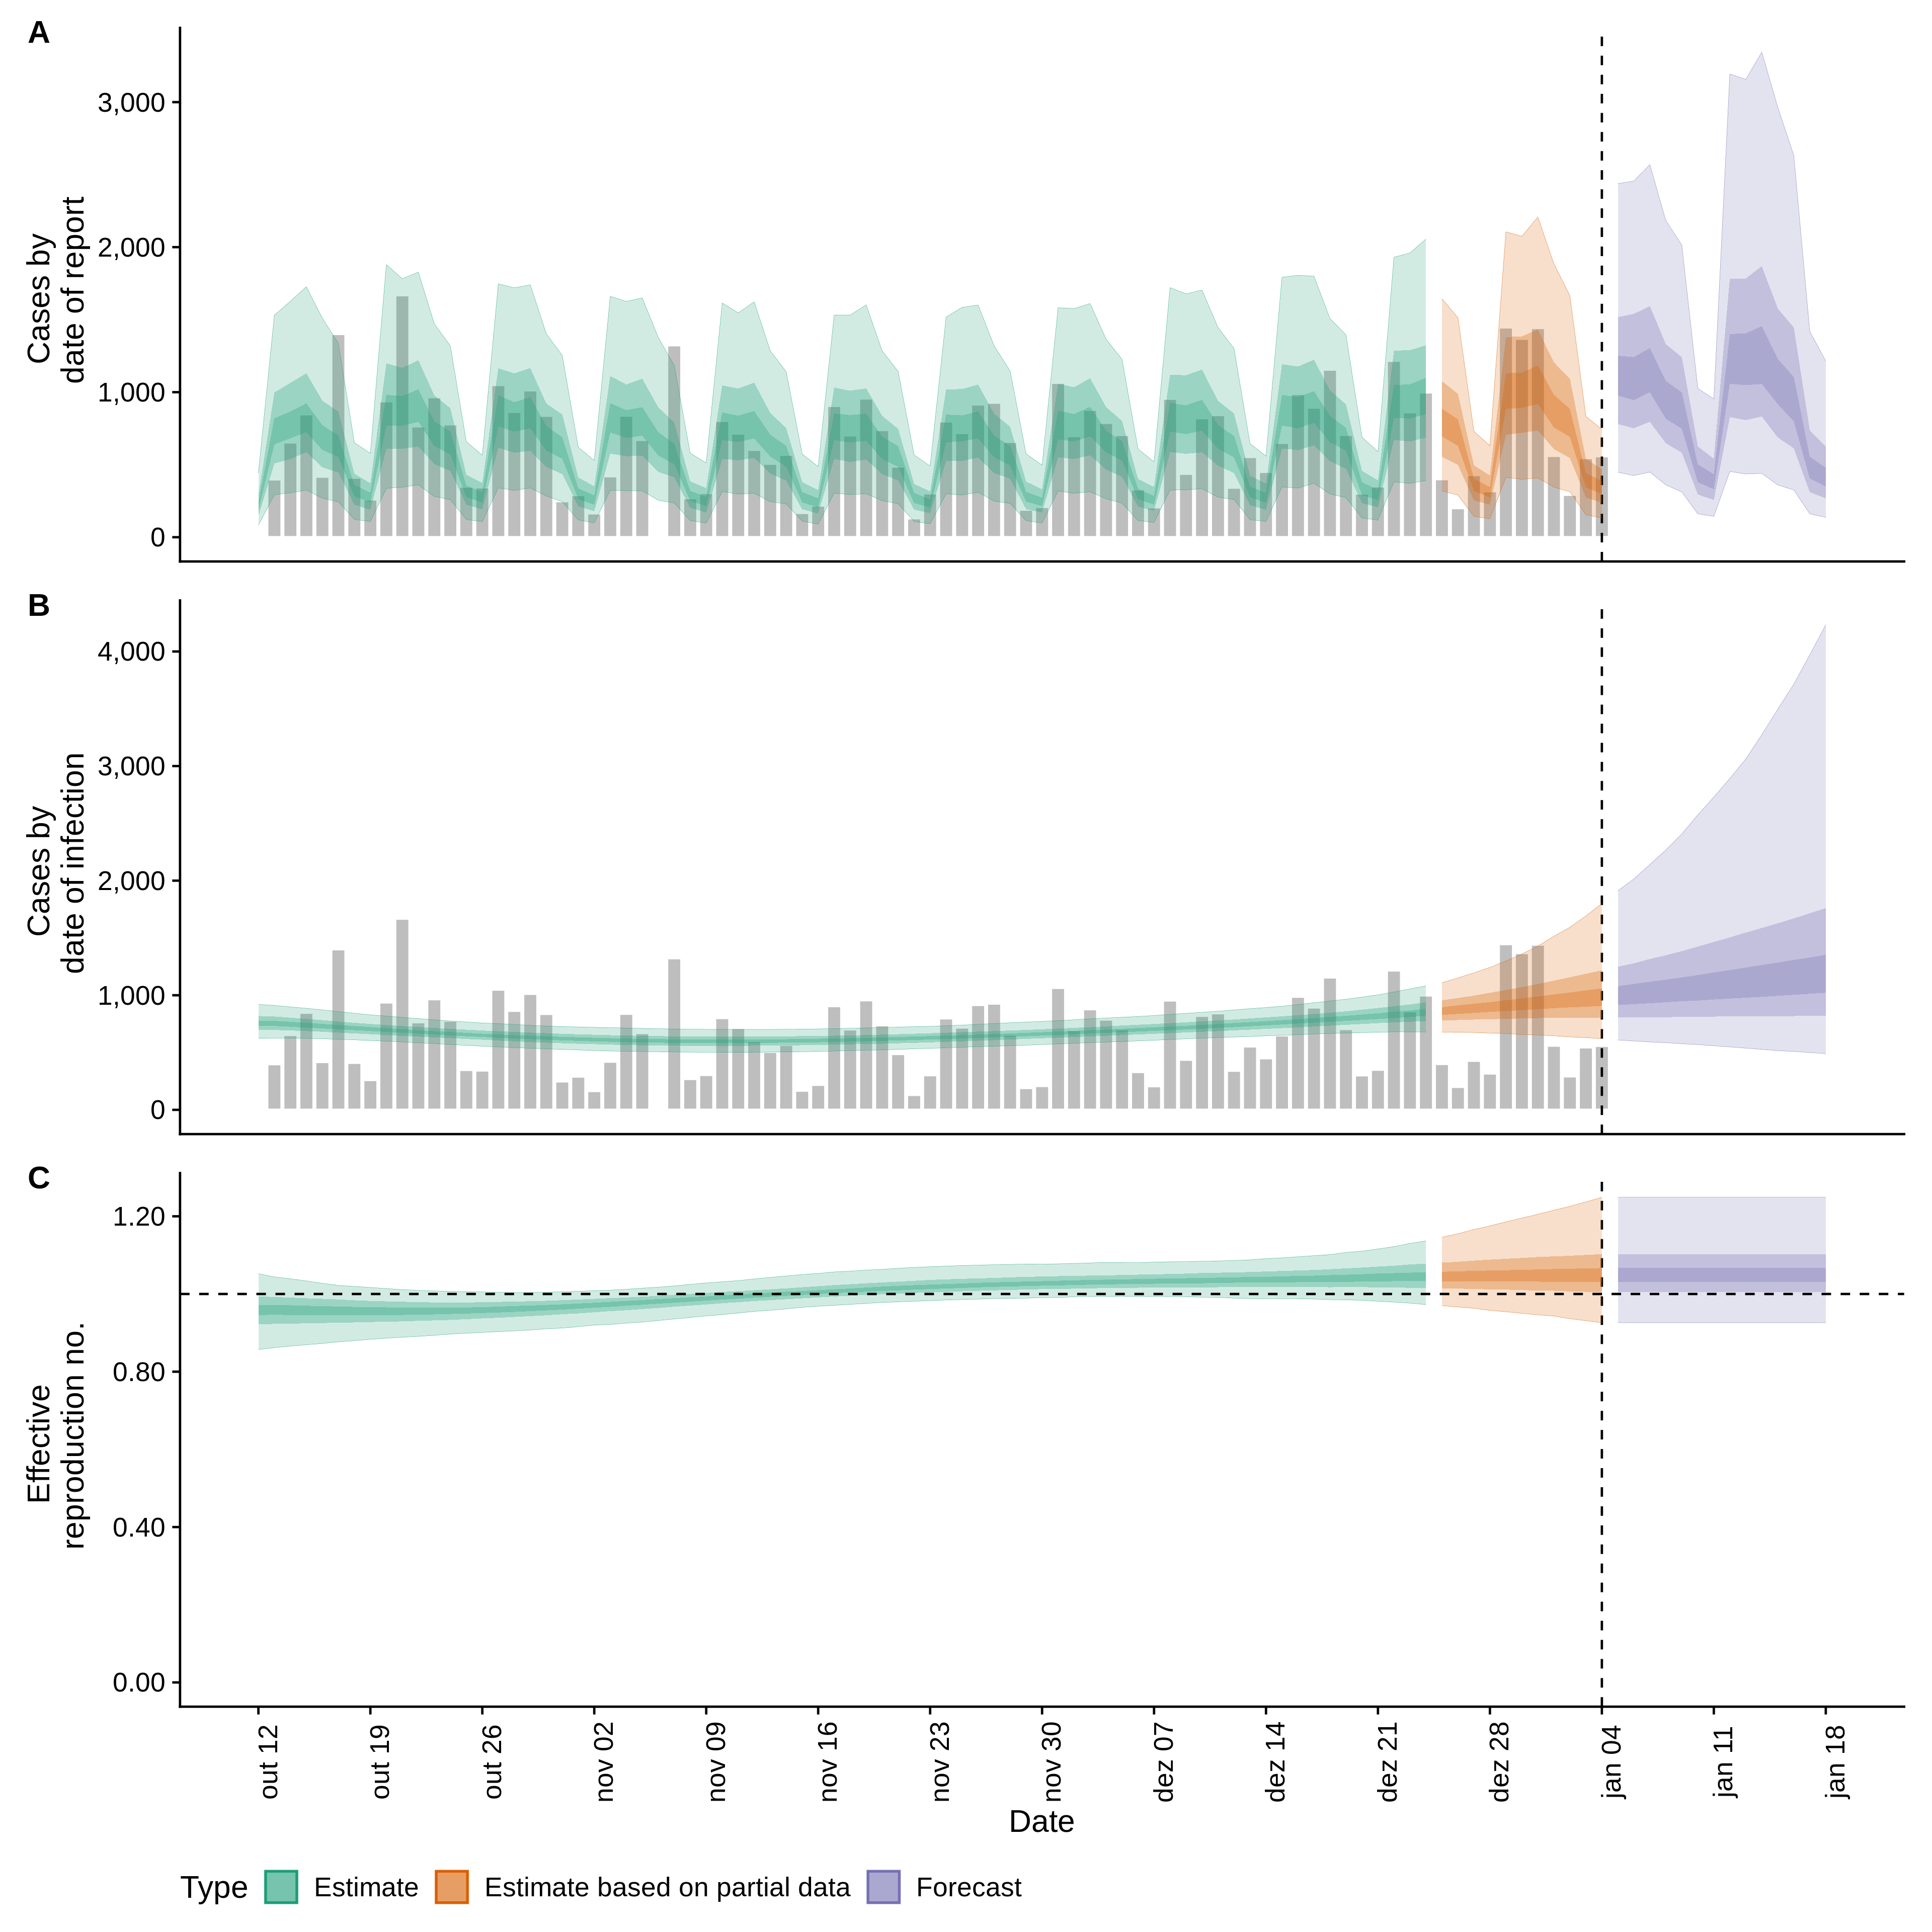 A
Cases by
date of report
3,000
2,000
1,000
0
B
Cases by
date of infection
4,000
3,000
2,000
1,000
0
C
Effective
reproduction no.
1.20
0.80
0.40
0.00
out 12
out 19
out 26
nov 02
nov 09
nov 16
nov 23
nov 30
dez 07
dez 14
dez 21
dez 28
jan 04
jan 11
jan 18
Date
Type Estimate Estimate based on partial data Forecast